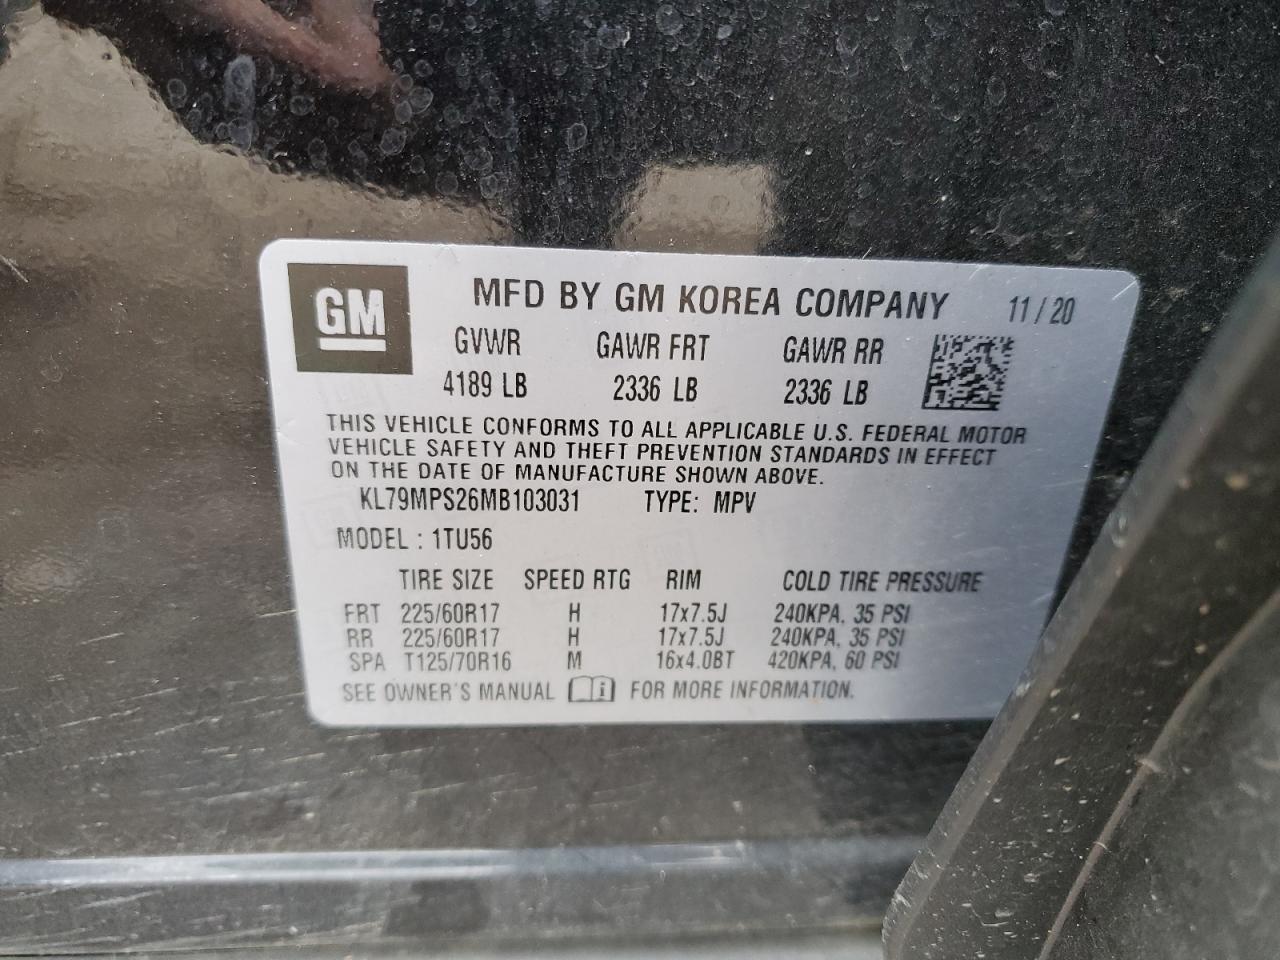 GM
MFD BY GM KOREA COMPANY 11/20
GVWR GAWR FRT GAWR RR
4189 LB 2336 LB 2336 LB
THIS VEHICLE CONFORMS TO ALL APPLICABLE U.S. FEDERAL MOTOR
VEHICLE SAFETY AND THEFT PREVENTION STANDARDS IN EFFECT
ON THE DATE OF MANUFACTURE SHOWN ABOVE.
KL79MPS26MB103031 TYPE: MPV
MODEL : 1TU56
TIRE SIZE SPEED RTG RIM COLD TIRE PRESSURE
FRT 225/60R17 H 17x7.5J 240KPA, 35 PSI
RR 225/60R17 H 17x7.5J 240KPA, 35 PSI
SPA T125/70R16 M 16x4.0BT 420KPA, 60 PSI
SEE OWNER'S MANUAL FOR MORE INFORMATION.